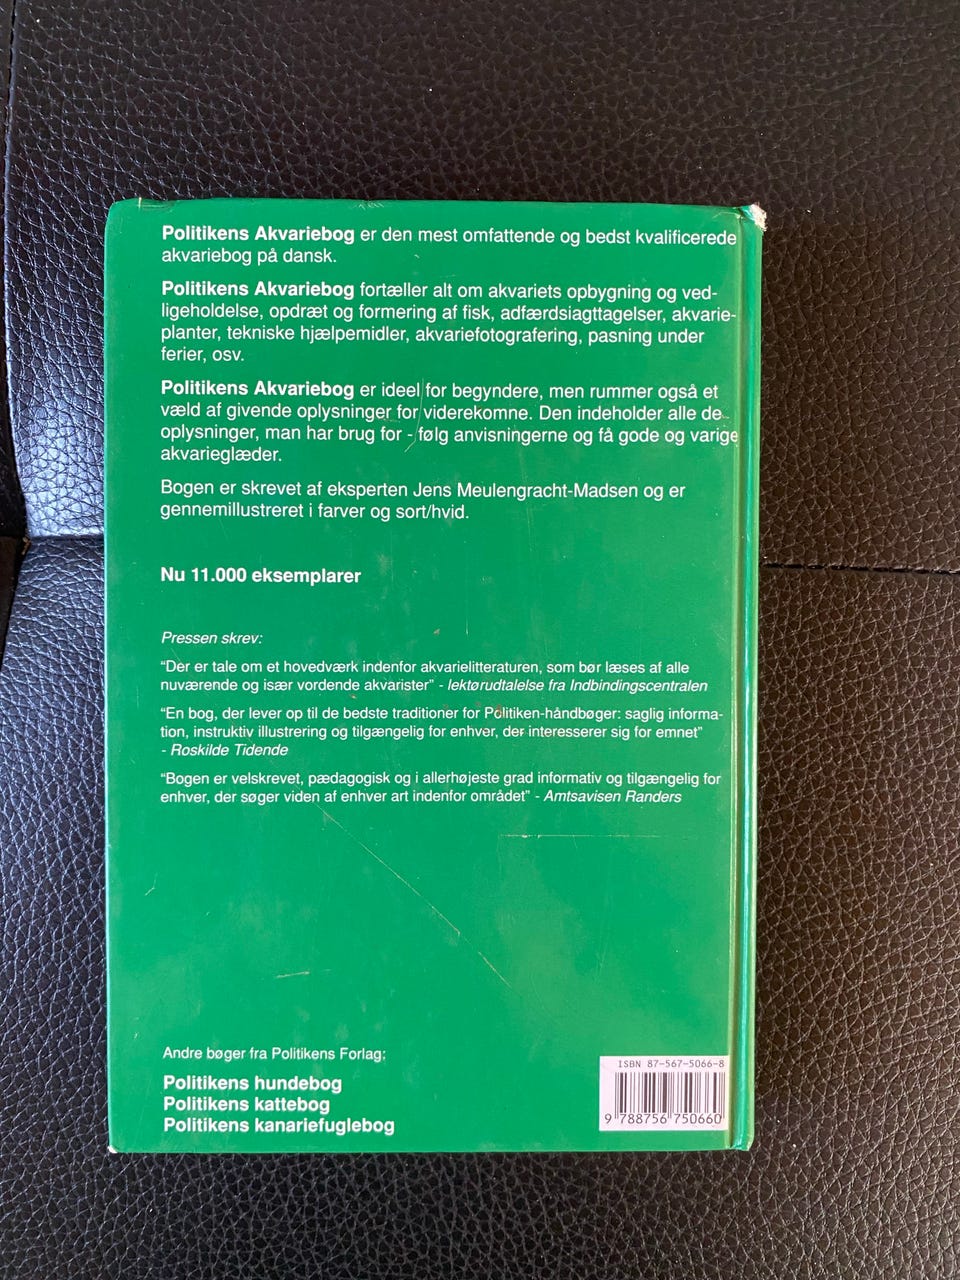 Politikens Akvariebog er den mest omfattende og bedst kvalificerede
akvariebog på dansk.
Politikens Akvariebog fortæller alt om akvariets opbygning og ved-
ligeholdelse, opdræt og formering af fisk, adfærdsiagttagelser, akvarie-
planter, tekniske hjælpemidler, akvariefotografering, pasning under
ferier, osv.
Politikens Akvariebog er ideel for begyndere, men rummer også et
væld af givende oplysninger for viderekomne. Den indeholder alle de
oplysninger, man har brug for - følg anvisningerne og få gode og varige
akvarieglæder.
Bogen er skrevet af eksperten Jens Meulengracht-Madsen og er
gennemillustreret i farver og sort/hvid.
Nu 11.000 eksemplarer
Pressen skrev:
“Der er tale om et hovedværk indenfor akvarielitteraturen, som bør læses af alle
nuværende og især vordende akvarister” - lektørudtalelse fra Indbindingscentralen
“En bog, der lever op til de bedste traditioner for Politiken-håndbøger: saglig informa-
tion, instruktiv illustrering og tilgængelig for enhver, der interesserer sig for emnet”
- Roskilde Tidende
“Bogen er velskrevet, pædagogisk og i allerhøjeste grad informativ og tilgængelig for
enhver, der søger viden af enhver art indenfor området” - Amtsavisen Randers
Andre bøger fra Politikens Forlag:
Politikens hundebog
Politikens kattebog
Politikens kanariefuglebog
ISBN 87-567-5066-8
9 788756 750660